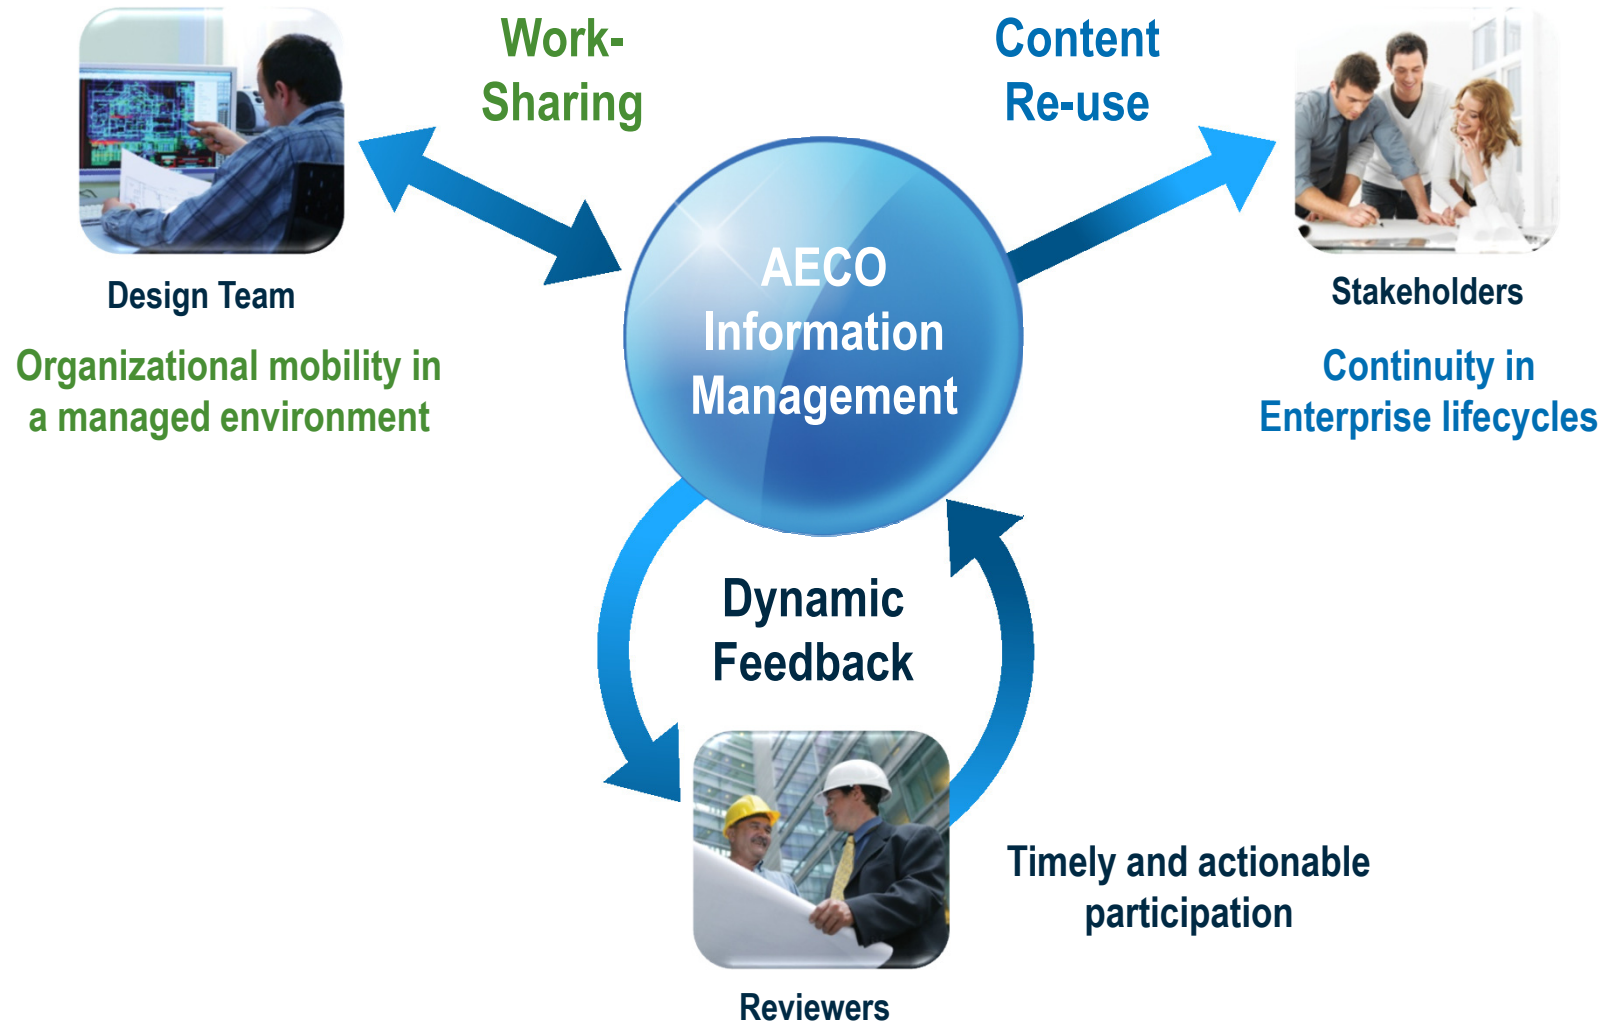 Work-
Sharing
Content
Re-use
Design Team
Organizational mobility in
a managed environment
AECO
Information
Management
Stakeholders
Continuity in
Enterprise lifecycles
Dynamic
Feedback
Timely and actionable
participation
Reviewers